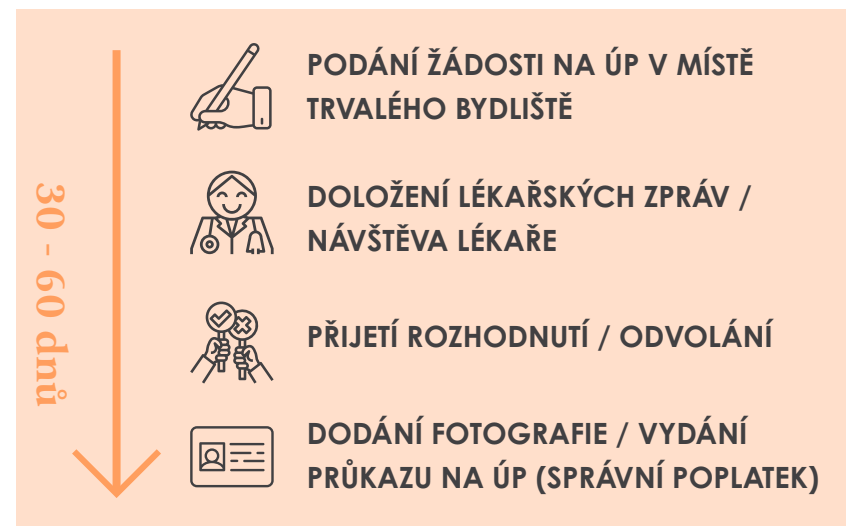 30 - 60 dnů
PODÁNÍ ŽÁDOSTI NA ÚP V MÍSTĚ
TRVALÉHO BYDLIŠTĚ
DOLOŽENÍ LÉKAŘSKÝCH ZPRÁV /
NÁVŠTĚVA LÉKAŘE
PŘIJETÍ ROZHODNUTÍ / ODVOLÁNÍ
DODÁNÍ FOTOGRAFIE / VYDÁNÍ
PRŮKAZU NA ÚP (SPRÁVNÍ POPLATEK)